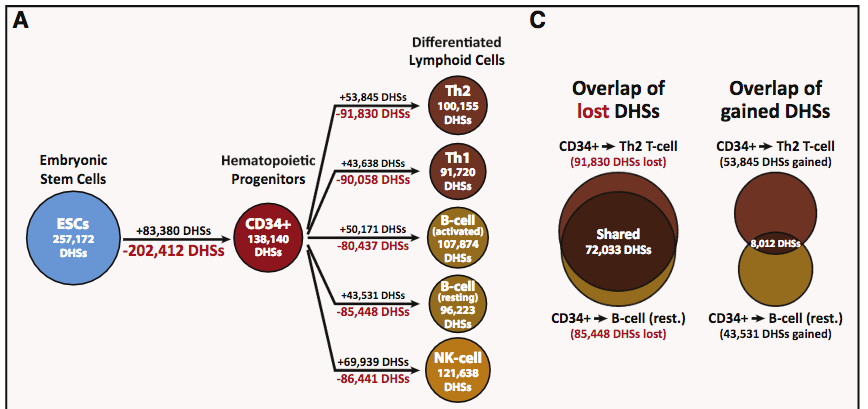 A
Differentiated
Lymphoid Cells
Th2
100,155
DHSs
+53,845 DHSs
-91,830 DHSs
Embryonic
Stem Cells
Hematopoietic
Progenitors
+43,638 DHSs
-90,058 DHSs
Th1
91,720
DHSs
ESCs
257,172
DHSs
+83,380 DHSs
-202,412 DHSs
CD34+
138,140
DHSs
+50,171 DHSs
-80,437 DHSs
B-cell
(activated)
107,874
DHSs
+43,531 DHSs
-85,448 DHSs
B-cell
(resting)
96,223
DHSs
+69,939 DHSs
-86,441 DHSs
NK-cell
121,638
DHSs
C
Overlap of
lost DHSs
CD34+ → Th2 T-cell
(91,830 DHSs lost)
Shared
72,033 DHSs
CD34+ → B-cell (rest.)
(85,448 DHSs lost)
Overlap of
gained DHSs
CD34+ → Th2 T-cell
(53,845 DHSs gained)
8,012 DHSs
CD34+ → B-cell (rest.)
(43,531 DHSs gained)